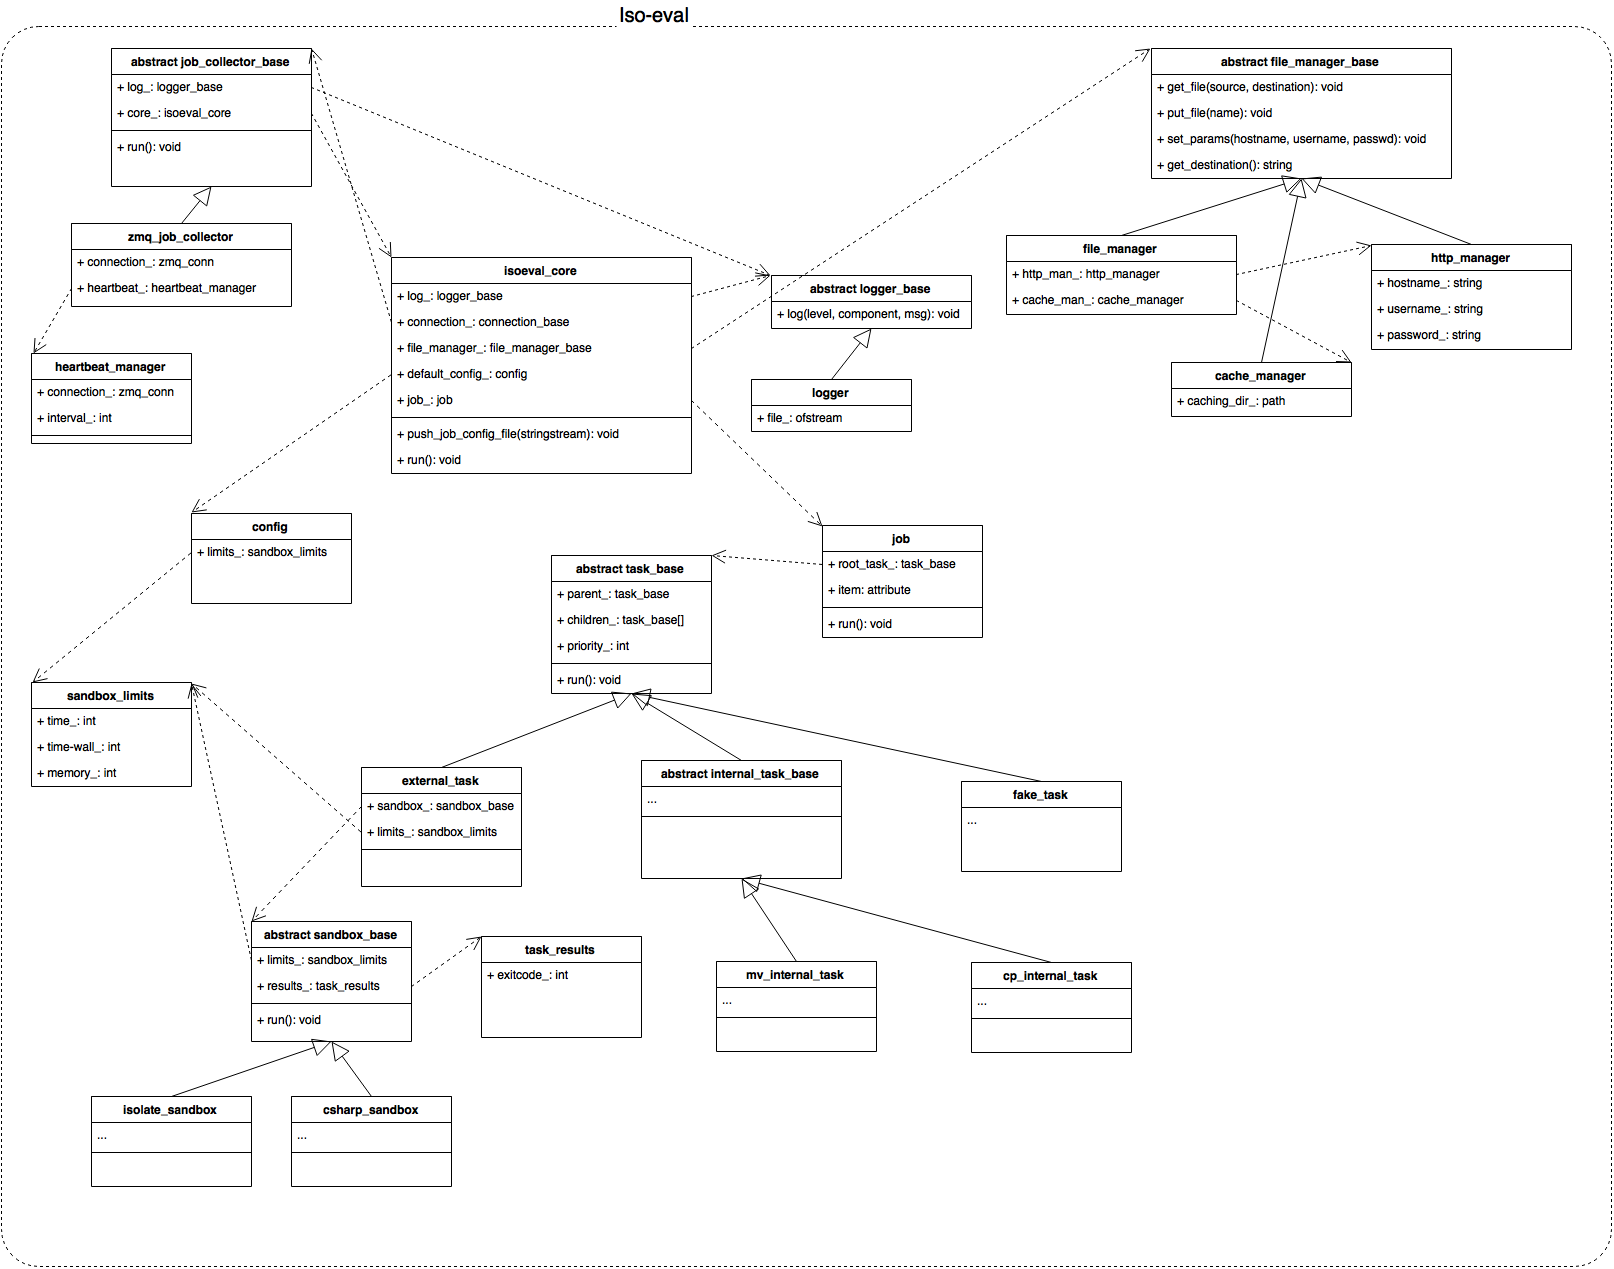 Iso-eval
abstract job_collector_base
+ log_: logger_base
+ core_: isoeval_core
+ run(): void
abstract file_manager_base
+ get_file(source, destination): void
+ put_file(name): void
+ set_params(hostname, username, passwd): void
+ get_destination(): string
zmq_job_collector
+ connection_: zmq_conn
+ heartbeat_: heartbeat_manager
isoeval_core
+ log_: logger_base
+ connection_: connection_base
+ file_manager_: file_manager_base
+ default_config_: config
+ job_: job
+ push_job_config_file(stringstream): void
+ run(): void
abstract logger_base
+ log(level, component, msg): void
file_manager
+ http_man_: http_manager
+ cache_man_: cache_manager
http_manager
+ hostname_: string
+ username_: string
+ password_: string
heartbeat_manager
+ connection_: zmq_conn
+ interval_: int
logger
+ file_: ofstream
cache_manager
+ caching_dir_: path
config
+ limits_: sandbox_limits
job
+ root_task_: task_base
+ item: attribute
+ run(): void
abstract task_base
+ parent_: task_base
+ children_: task_base[]
+ priority_: int
+ run(): void
sandbox_limits
+ time_: int
+ time-wall_: int
+ memory_: int
external_task
+ sandbox_: sandbox_base
+ limits_: sandbox_limits
abstract internal_task_base
...
fake_task
...
abstract sandbox_base
+ limits_: sandbox_limits
+ results_: task_results
+ run(): void
task_results
+ exitcode_: int
mv_internal_task
...
cp_internal_task
...
isolate_sandbox
...
csharp_sandbox
...